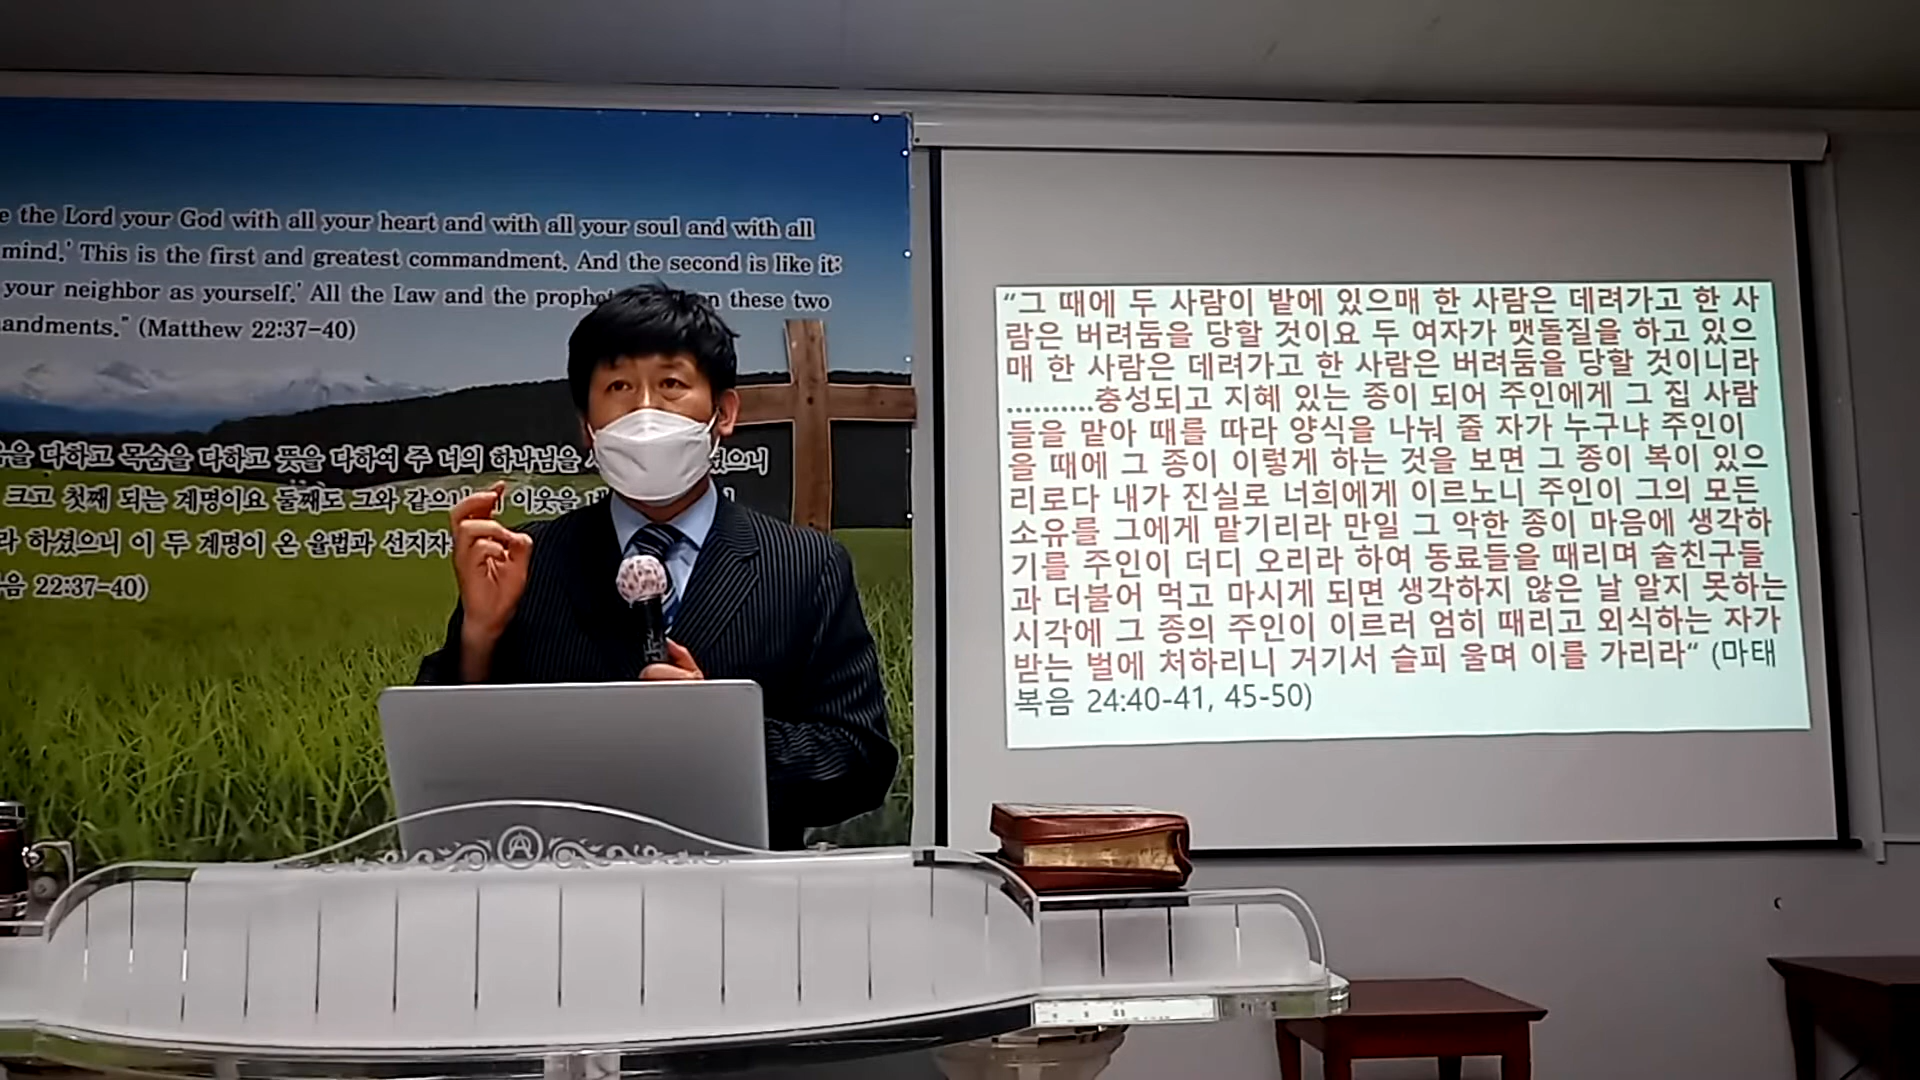 e the Lord your God with all your heart and with all your soul and with all
mind.' This is the first and greatest commandment. And the second is like it:
your neighbor as yourself.' All the Law and the prophet n these two
andments." (Matthew 22:37-40)
을 다하고 목숨을 다하고 뜻을 다하여 주 너의 하나님을 으니
크고 첫째 되는 계명이요 둘째도 그와 같으니 이웃을
라 하셨으니 이 두 계명이 온 율법과 선지자
음 22:37-40)
"그 때에 두 사람이 밭에 있으매 한 사람은 데려가고 한 사
람은 버려둠을 당할 것이요 두 여자가 맷돌질을 하고 있으
매 한 사람은 데려가고 한 사람은 버려둠을 당할 것이니라
..........충성되고 지혜 있는 종이 되어 주인에게 그 집 사람
들을 맡아 때를 따라 양식을 나눠 줄 자가 누구냐 주인이
올 때에 그 종이 이렇게 하는 것을 보면 그 종이 복이 있으
리로다 내가 진실로 너희에게 이르노니 주인이 그의 모든
소유를 그에게 맡기리라 만일 그 악한 종이 마음에 생각하
기를 주인이 더디 오리라 하여 동료들을 때리며 술친구들
과 더불어 먹고 마시게 되면 생각하지 않은 날 알지 못하는
시각에 그 종의 주인이 이르러 엄히 때리고 외식하는 자가
받는 벌에 처하리니 거기서 슬피 울며 이를 가리라" (마태
복음 24:40-41, 45-50)